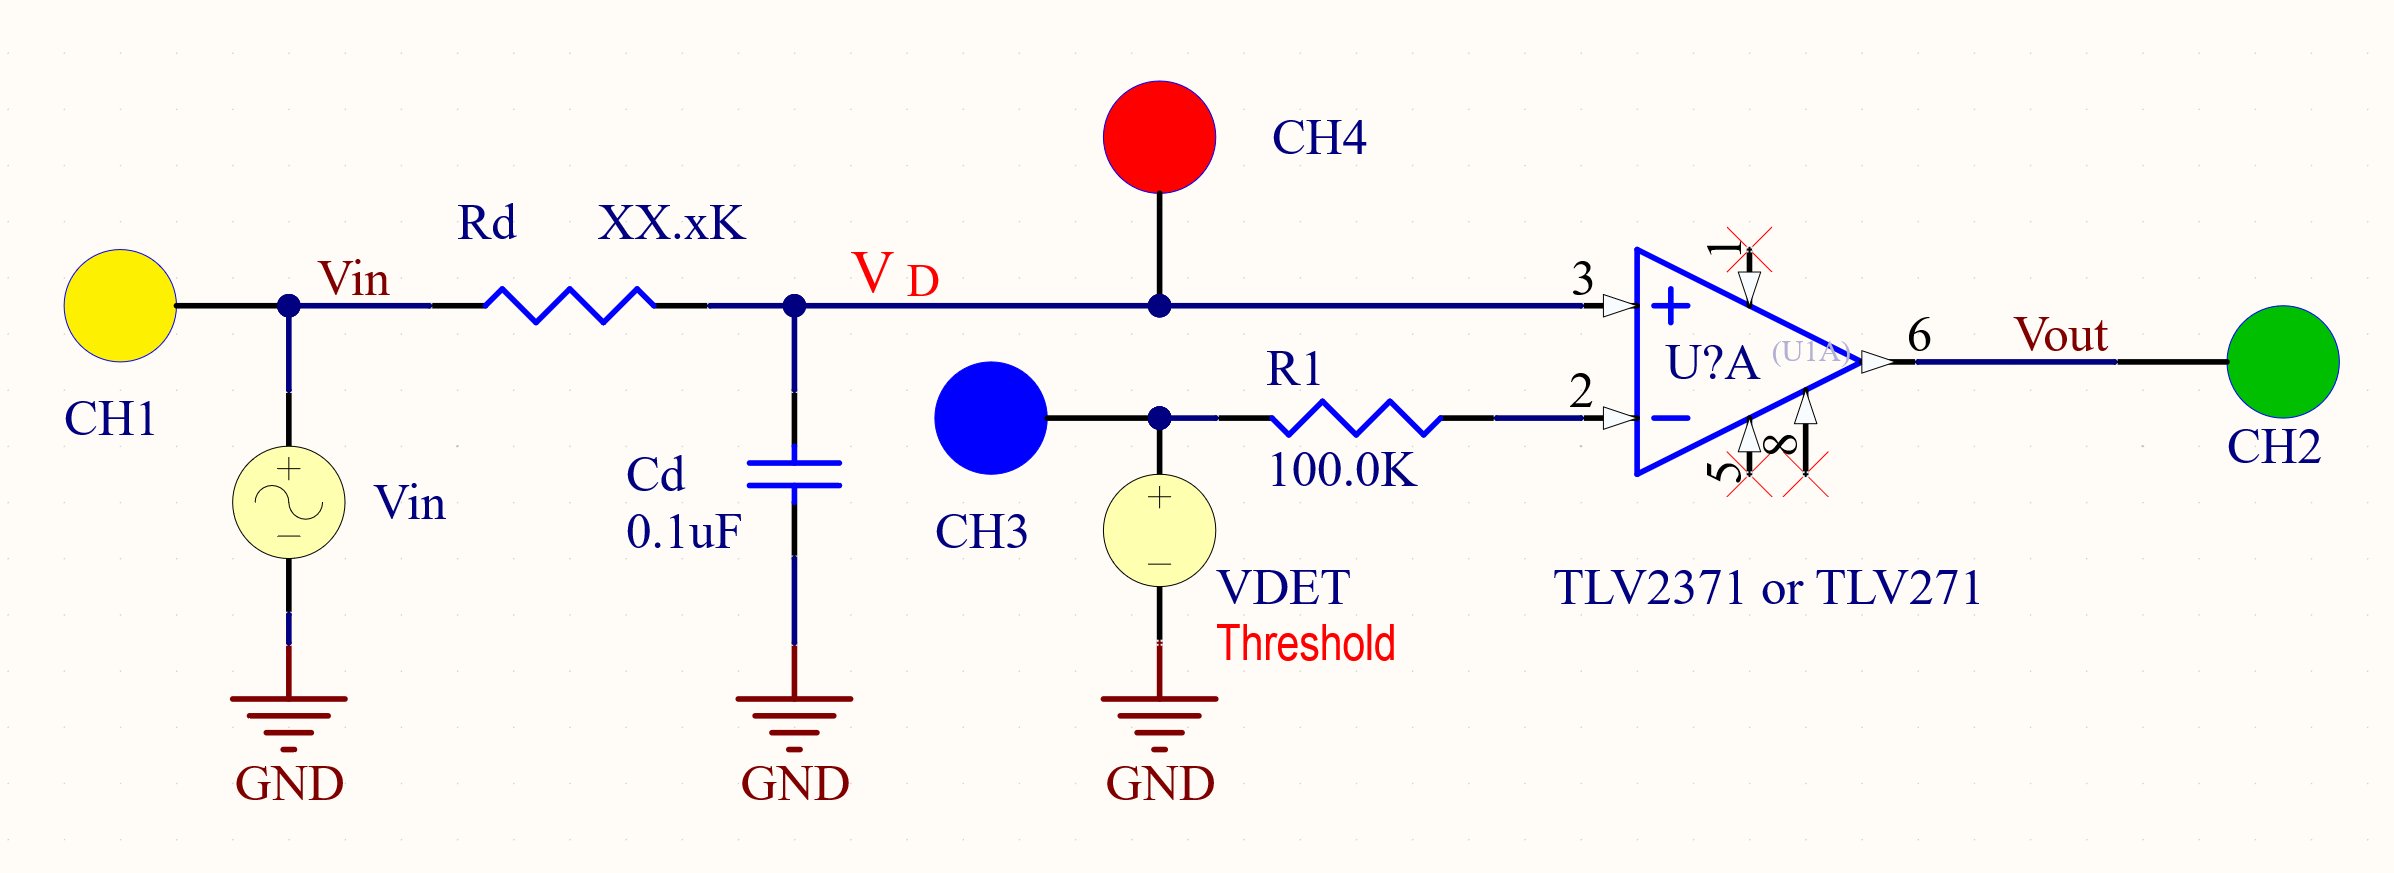 CH4
Rd XX.xK
Vin
V D
3
1
CH1
R1
U?A
(U1A)
6
Vout
2
100.0K
5
8
CH2
Vin
Cd
0.1uF
CH3
VDET
Threshold
TLV2371 or TLV271
GND
GND
GND